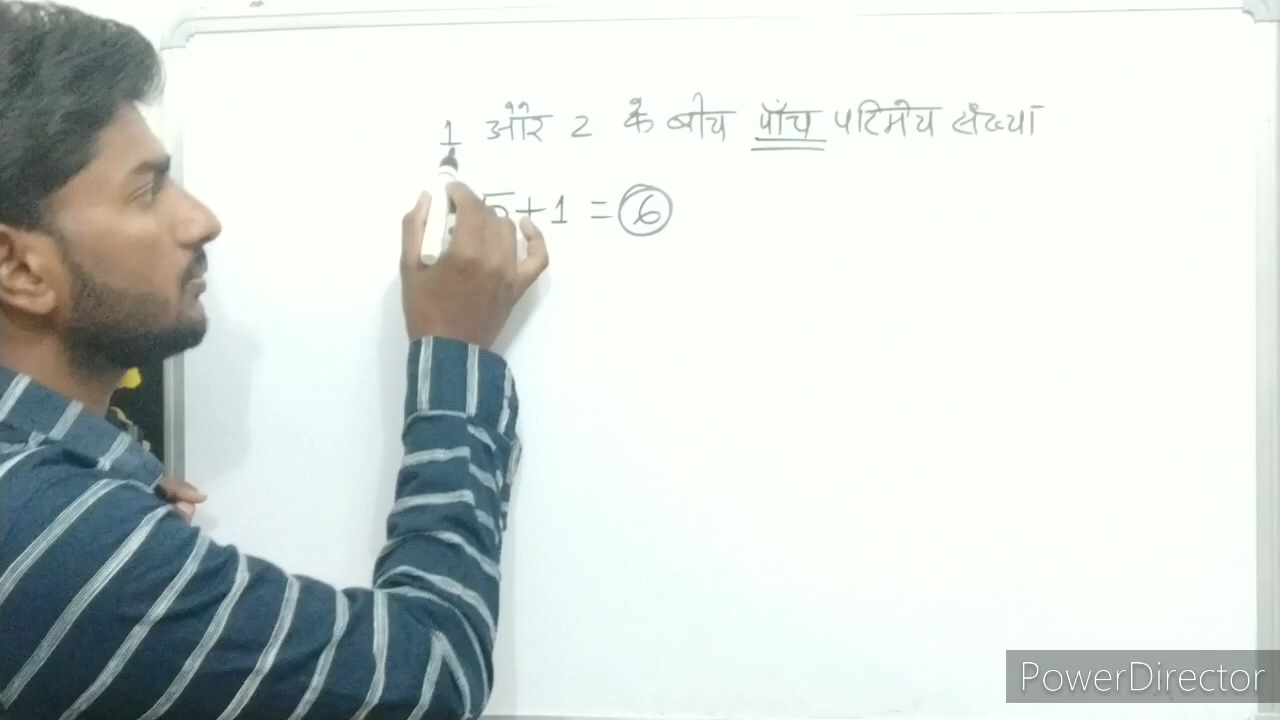 1 और 2 के बीच पाँच परिमेय संख्या
5+1 = 6
PowerDirector